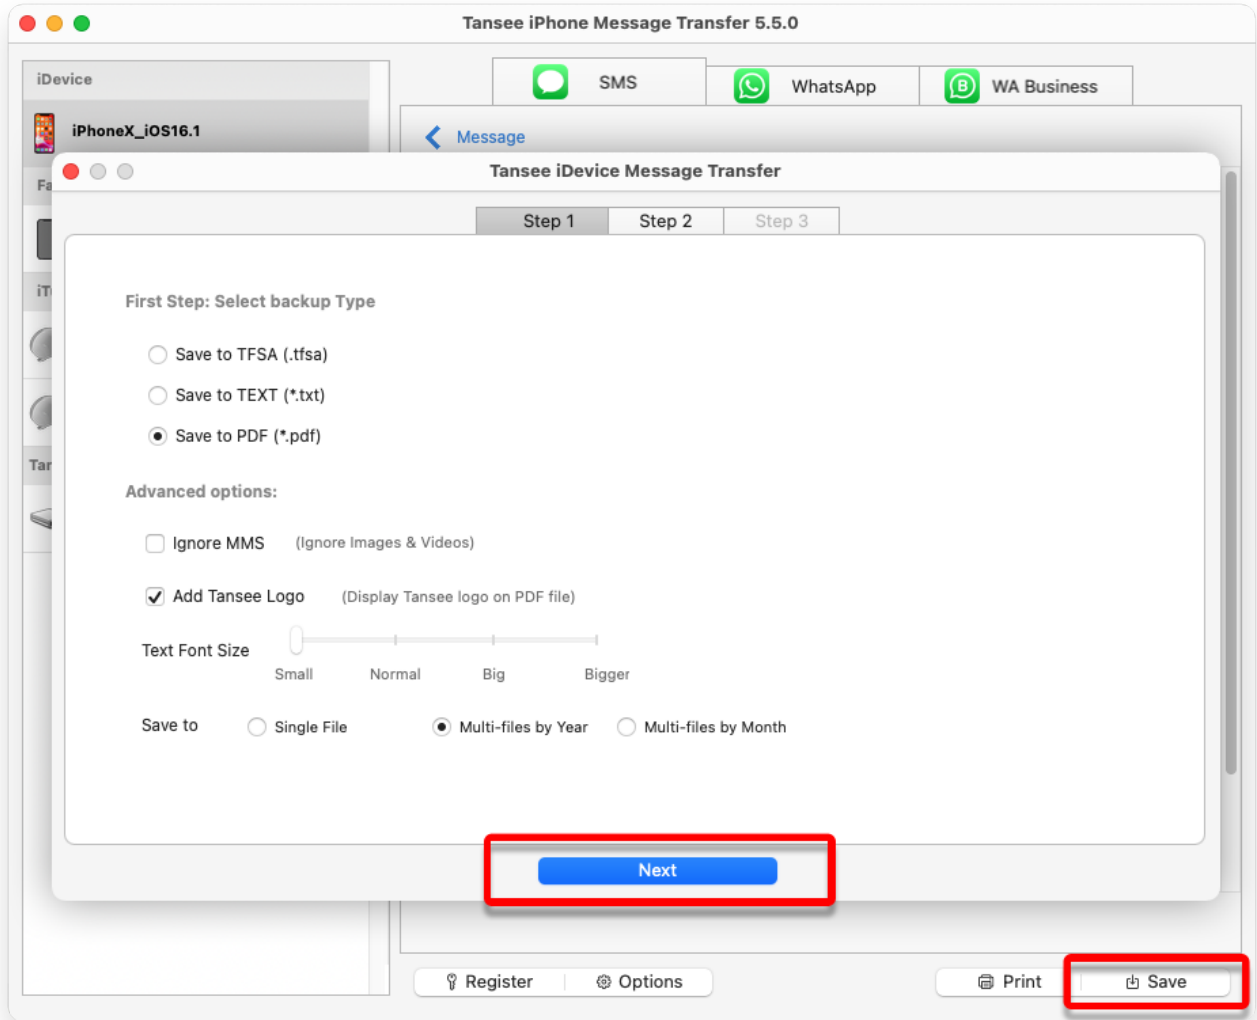 Tansee iPhone Message Transfer 5.5.0
iDevice
SMS
WhatsApp
WA Business
iPhoneX_iOS16.1
Message
Tansee iDevice Message Transfer
Fa
Step 1
Step 2
Step 3
iTu
First Step: Select backup Type
Save to TFSA (.tfsa)
Save to TEXT (*.txt)
Save to PDF (*.pdf)
Tan
Advanced options:
Ignore MMS (Ignore Images & Videos)
Add Tansee Logo (Display Tansee logo on PDF file)
Text Font Size
Small Normal Big Bigger
Save to Single File Multi-files by Year Multi-files by Month
Next
Register Options Print Save